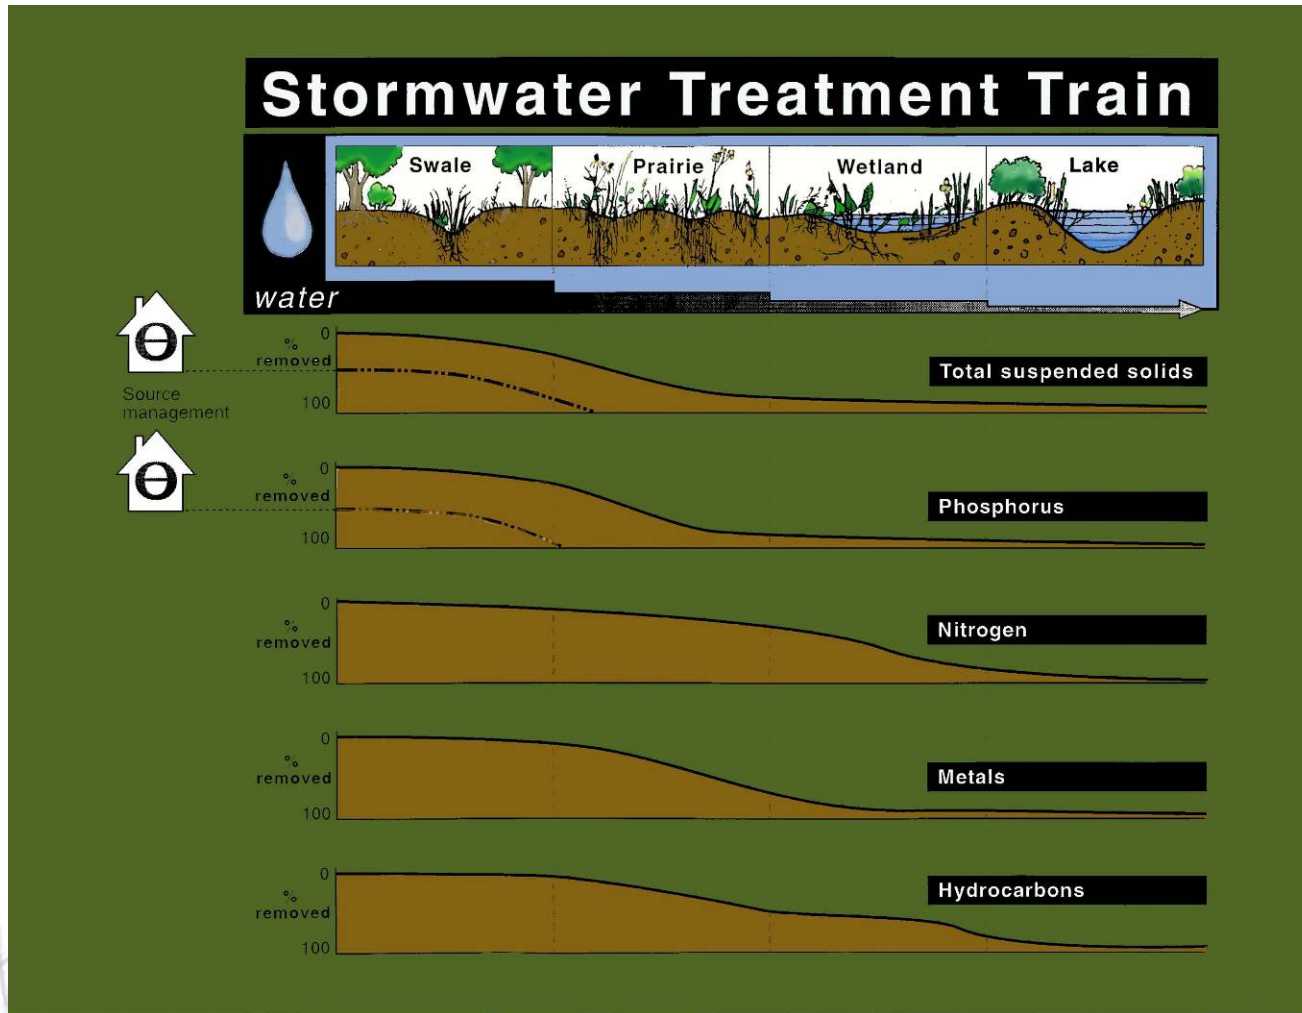 Stormwater Treatment Train
Swale
Prairie
Wetland
Lake
water
0
%
removed
100
Total suspended solids
Source
management
0
%
removed
100
Phosphorus
0
%
removed
100
Nitrogen
0
%
removed
100
Metals
0
%
removed
100
Hydrocarbons